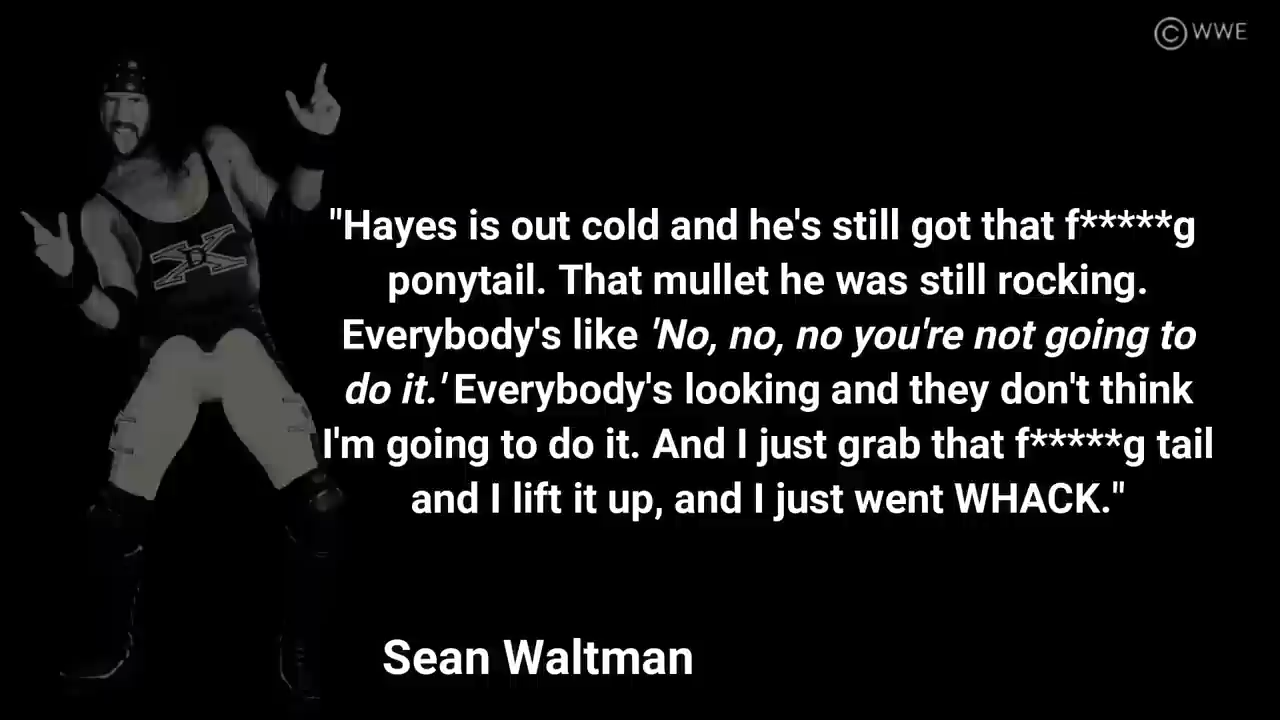 © WWE
"Hayes is out cold and he's still got that f*****g
ponytail. That mullet he was still rocking.
Everybody's like 'No, no, no you're not going to
do it.' Everybody's looking and they don't think
I'm going to do it. And I just grab that f*****g tail
and I lift it up, and I just went WHACK."
Sean Waltman